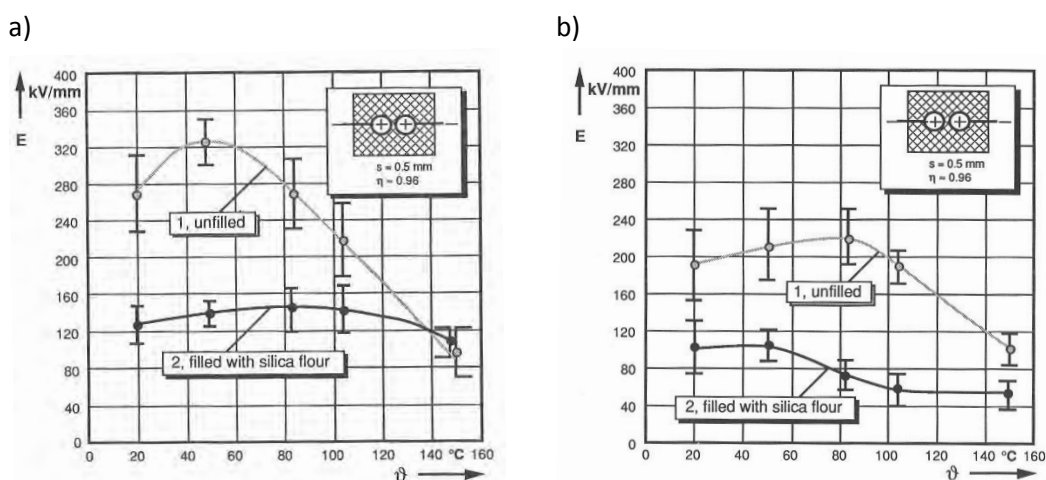 a)
400
kV/mm
360
E
320
280
240
200
160
120
80
40
0
0 20 40 60 80 100 120 140 °C 160
ϑ
s = 0.5 mm
η = 0.96
1, unfilled
2, filled with silica flour
b)
400
kV/mm
360
E
320
280
240
200
160
120
80
40
0
0 20 40 60 80 100 120 140 °C 160
ϑ
s = 0.5 mm
η = 0.96
1, unfilled
2, filled with silica flour